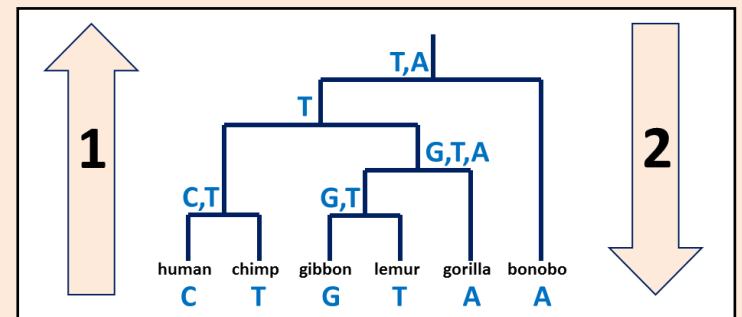 T,A
T
1
2
G,T,A
C,T G,T
human chimp gibbon lemur gorilla bonobo
C T G T A A